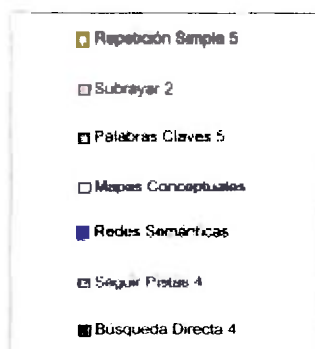 Repetición Simple 5
Subrayar 2
Palabras Claves 5
Mapas Conceptuales
Redes Semánticas
Seguir Pistas 4
Busqueda Directa 4